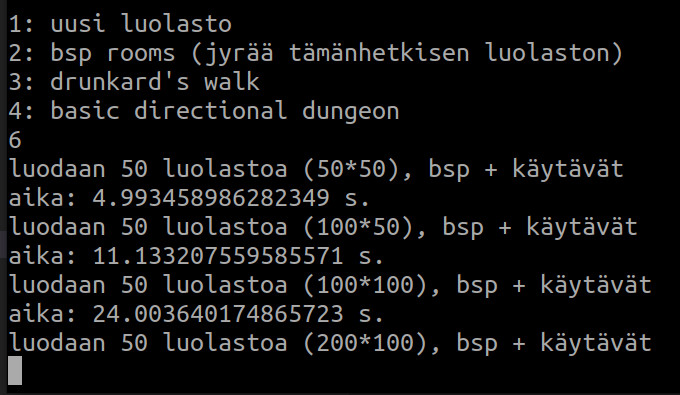 1: uusi luolasto
2: bsp rooms (jyrää tämänhetkisen luolaston)
3: drunkard's walk
4: basic directional dungeon
6
luodaan 50 luolastoa (50*50), bsp + käytävät
aika: 4.993458986282349 s.
luodaan 50 luolastoa (100*50), bsp + käytävät
aika: 11.133207559585571 s.
luodaan 50 luolastoa (100*100), bsp + käytävät
aika: 24.003640174865723 s.
luodaan 50 luolastoa (200*100), bsp + käytävät